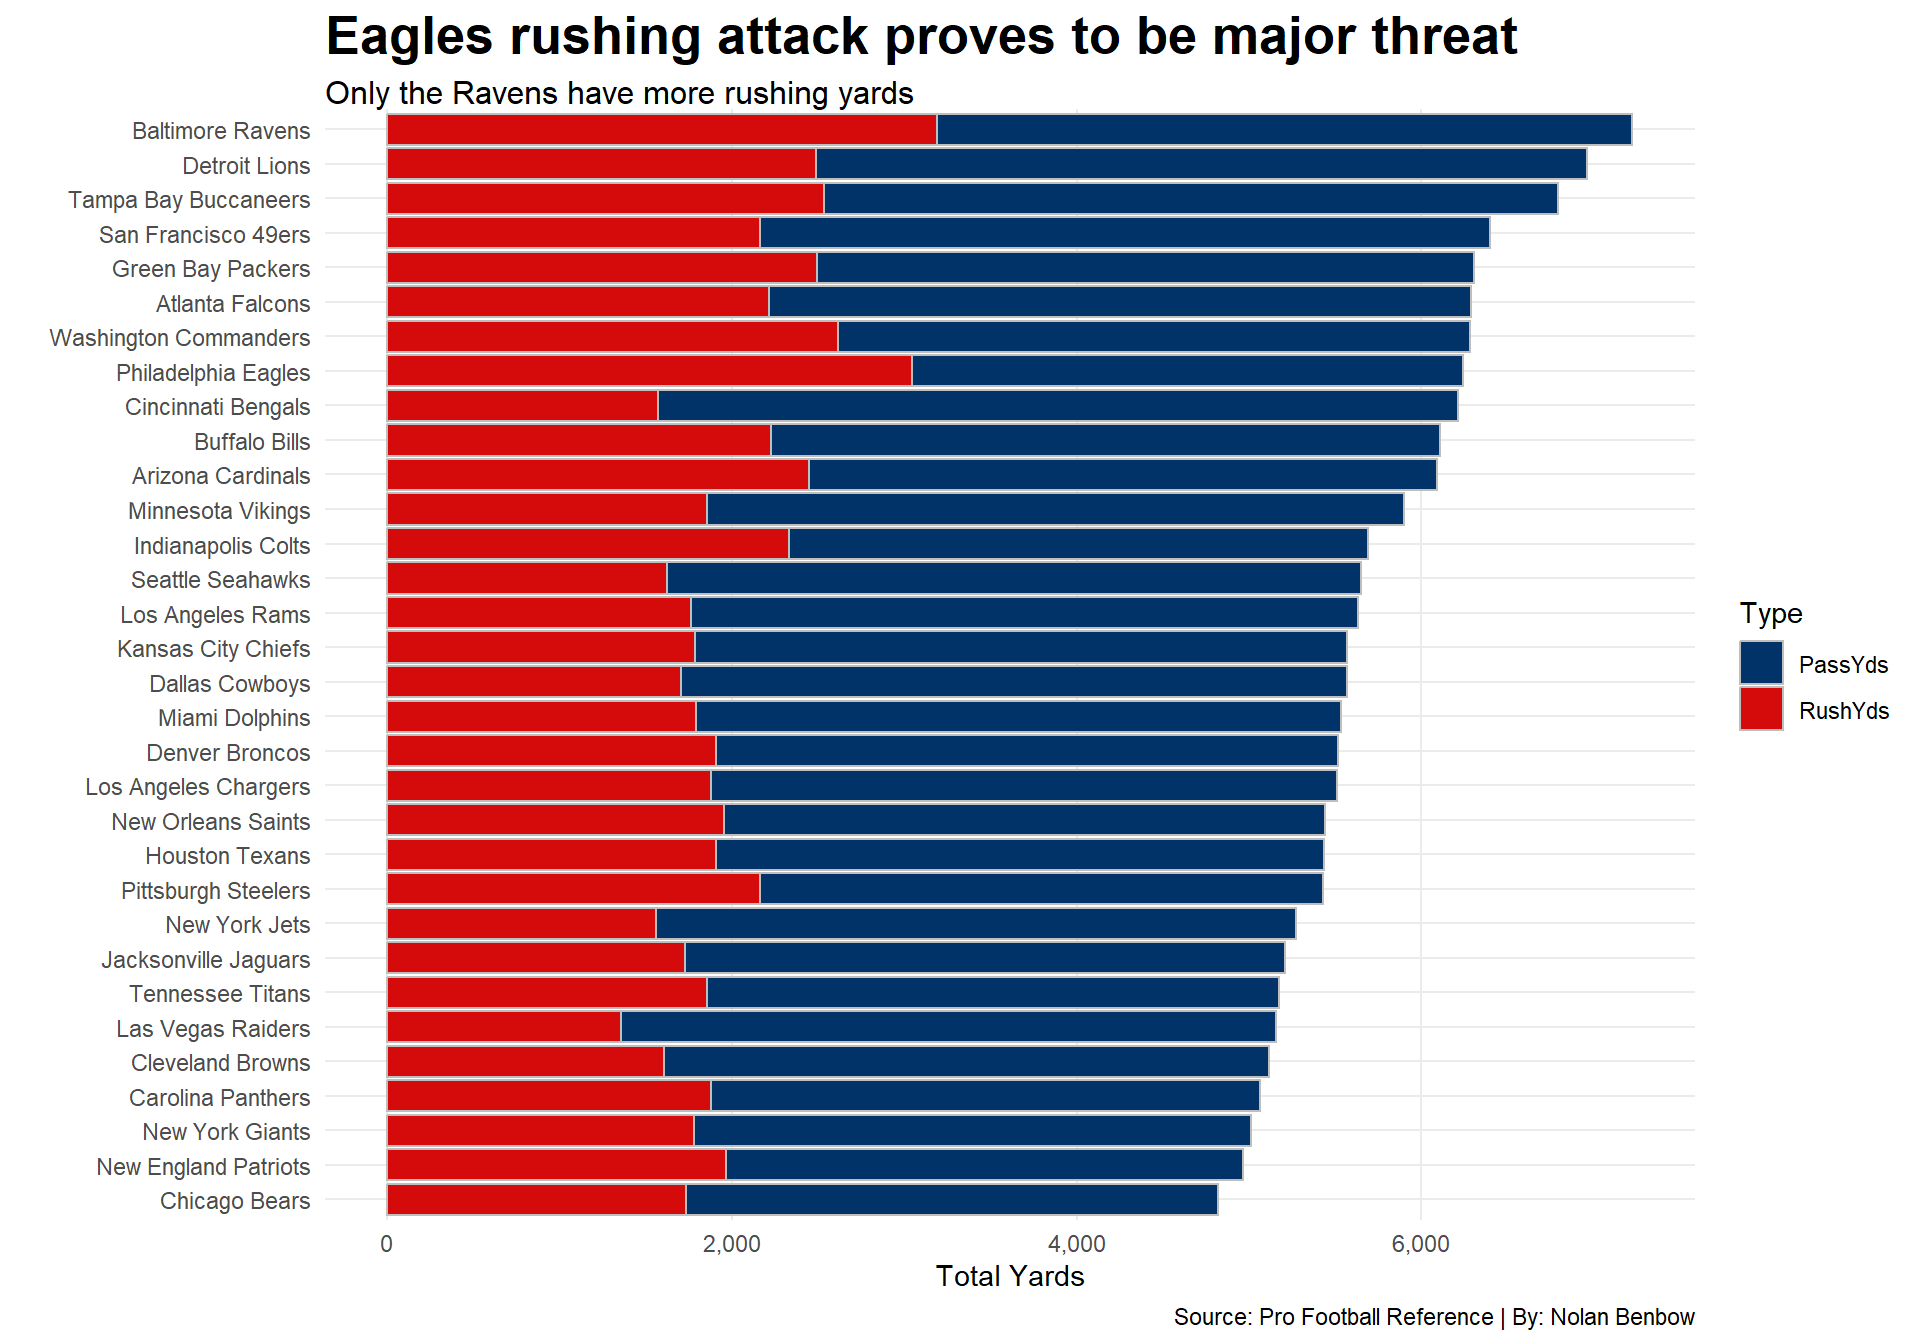 Eagles rushing attack proves to be major threat
Only the Ravens have more rushing yards
Baltimore Ravens
Detroit Lions
Tampa Bay Buccaneers
San Francisco 49ers
Green Bay Packers
Atlanta Falcons
Washington Commanders
Philadelphia Eagles
Cincinnati Bengals
Buffalo Bills
Arizona Cardinals
Minnesota Vikings
Indianapolis Colts
Seattle Seahawks
Los Angeles Rams
Kansas City Chiefs
Dallas Cowboys
Miami Dolphins
Denver Broncos
Los Angeles Chargers
New Orleans Saints
Houston Texans
Pittsburgh Steelers
New York Jets
Jacksonville Jaguars
Tennessee Titans
Las Vegas Raiders
Cleveland Browns
Carolina Panthers
New York Giants
New England Patriots
Chicago Bears
0 2,000 4,000 6,000
Total Yards
Type
PassYds
RushYds
Source: Pro Football Reference | By: Nolan Benbow